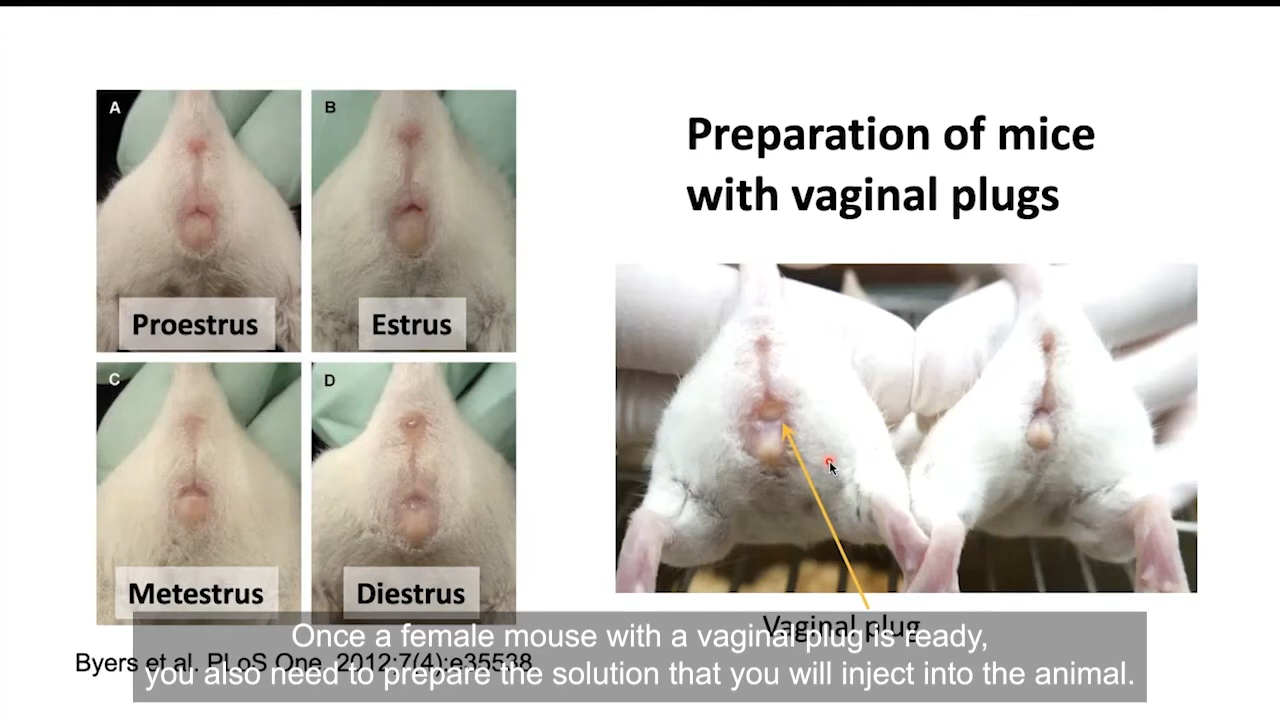 Preparation of mice
with vaginal plugs
A
Proestrus
B
Estrus
C
Metestrus
D
Diestrus
Vaginal plug
Byers et al. PLoS One. 2012;7(4):e35538
Once a female mouse with a vaginal plug is ready,
you also need to prepare the solution that you will inject into the animal.